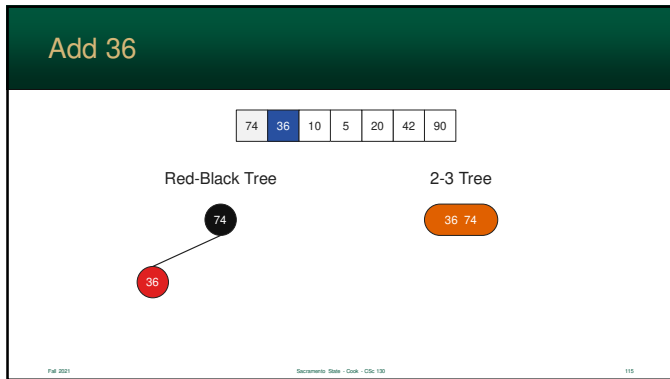 Add 36
74 36 10 5 20 42 90
Red-Black Tree 2-3 Tree
74 36 74
36
Fall 2021 Sacramento State - Cook - CSc 130 115